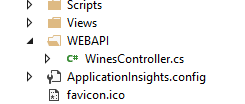 Scripts
Views
WEBAPI
WinesController.cs
ApplicationInsights.config
favicon.ico